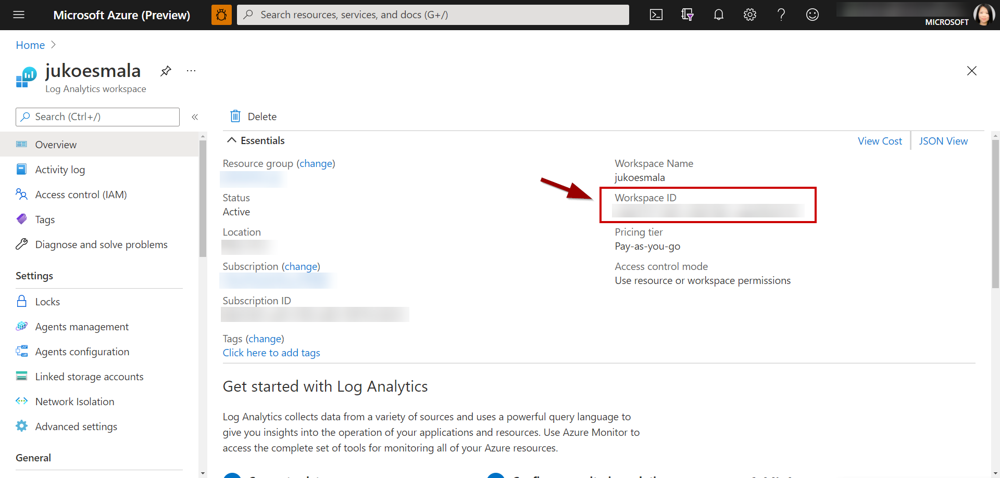 Microsoft Azure (Preview)
Search resources, services, and docs (G+/)
MICROSOFT
Home
jukoesmala
Log Analytics workspace
Search (Ctrl+/)
Overview
Activity log
Access control (IAM)
Tags
Diagnose and solve problems
Settings
Locks
Agents management
Agents configuration
Linked storage accounts
Network Isolation
Advanced settings
General
Delete
Essentials
View Cost
JSON View
Resource group (change)
Status
Active
Location
Subscription (change)
Subscription ID
Tags (change)
Click here to add tags
Workspace Name
jukoesmala
Workspace ID
Pricing tier
Pay-as-you-go
Access control mode
Use resource or workspace permissions
Get started with Log Analytics
Log Analytics collects data from a variety of sources and uses a powerful query language to
give you insights into the operation of your applications and resources. Use Azure Monitor to
access the complete set of tools for monitoring all of your Azure resources.